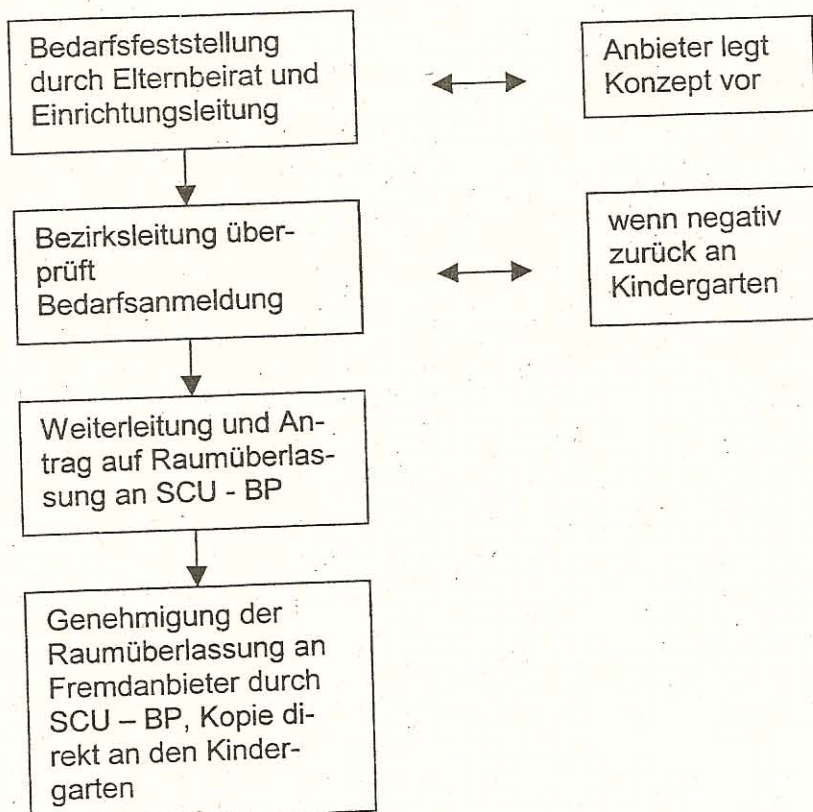 Bedarfsfeststellung
durch Elternbeirat und
Einrichtungsleitung
Anbieter legt
Konzept vor
Bezirksleitung über-
prüft
Bedarfsanmeldung
wenn negativ
zurück an
Kindergarten
Weiterleitung und An-
trag auf Raumüberlas-
sung an SCU - BP
Genehmigung der
Raumüberlassung an
Fremdanbieter durch
SCU – BP, Kopie di-
rekt an den Kinder-
garten